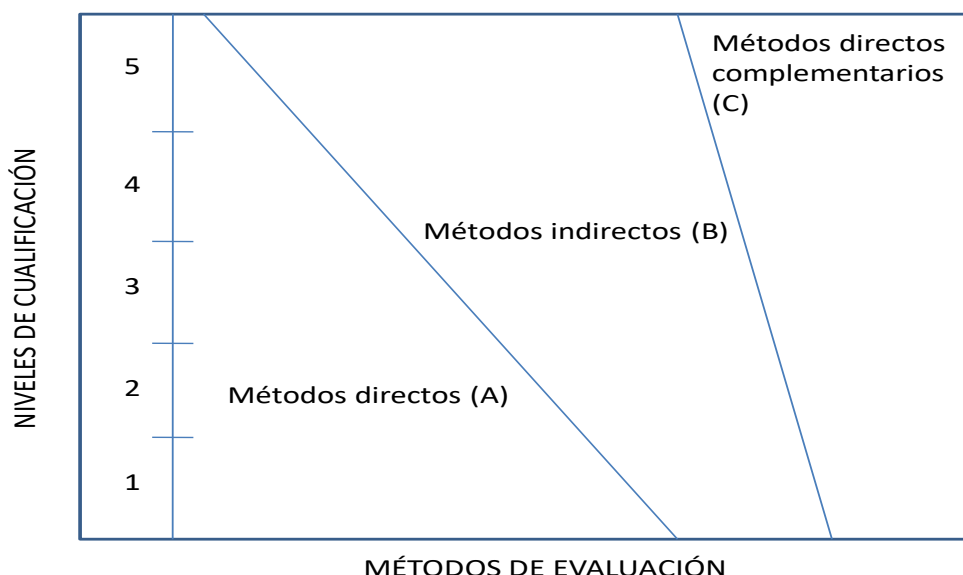 NIVELES DE CUALIFICACIÓN
5
4
3
2
1
Métodos directos
complementarios
(C)
Métodos indirectos (B)
Métodos directos (A)
MÉTODOS DE EVALUACIÓN